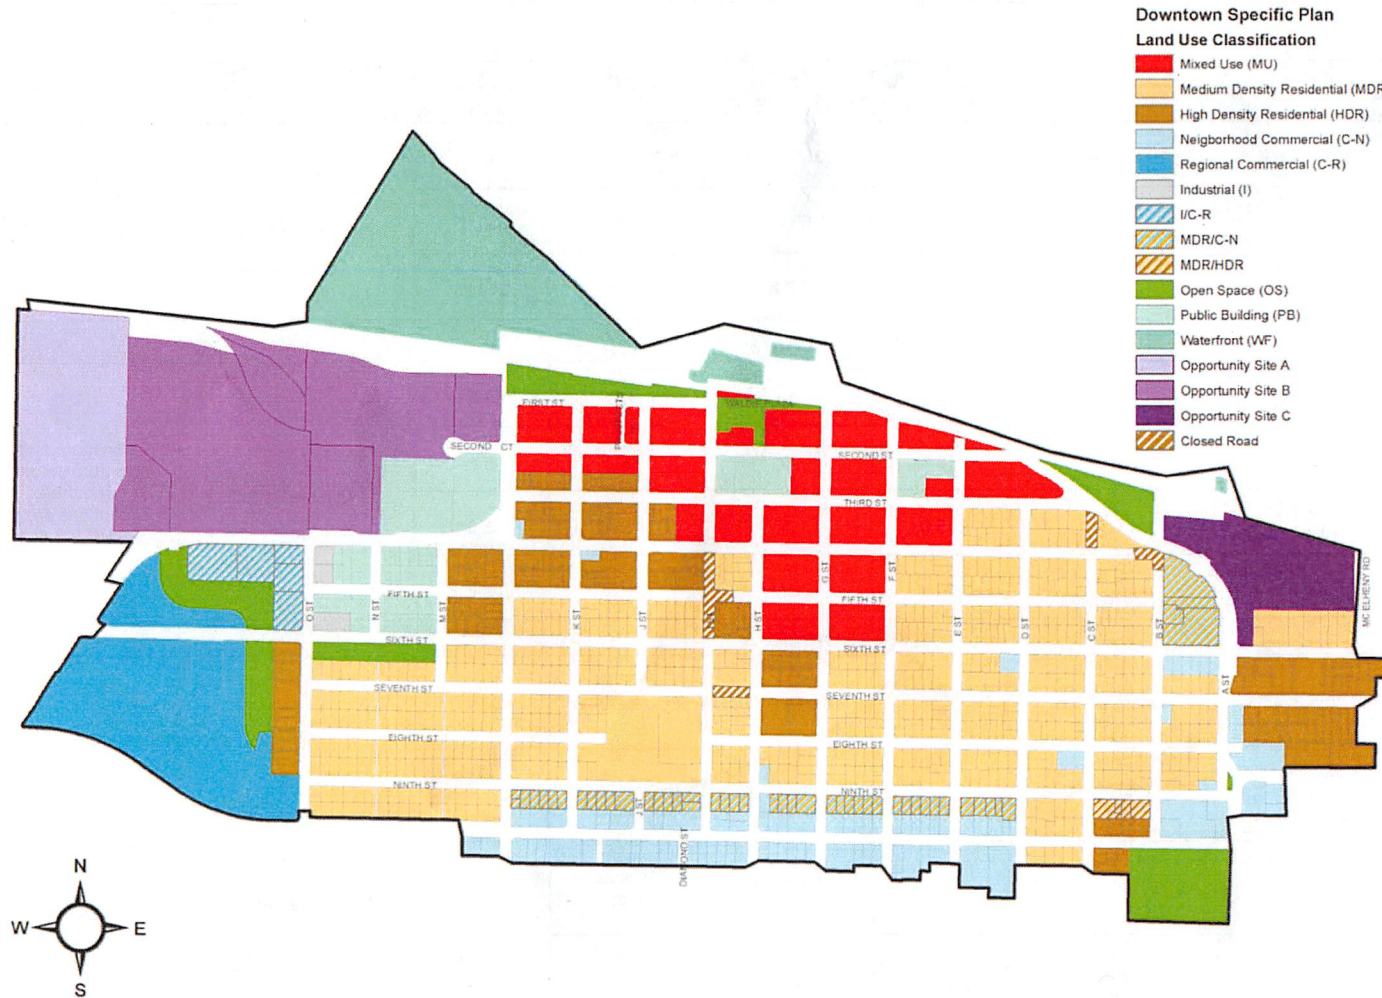 Downtown Specific Plan
Land Use Classification
Mixed Use (MU)
Medium Density Residential (MDR
High Density Residential (HDR)
Neigborhood Commercial (C-N)
Regional Commercial (C-R)
Industrial (I)
I/C-R
MDR/C-N
MDR/HDR
Open Space (OS)
Public Building (PB)
Waterfront (WF)
Opportunity Site A
Opportunity Site B
Opportunity Site C
Closed Road
FIRST ST
WALDIE PLAZA
SECOND CT
SECOND ST
THIRD ST
G ST
F ST
MC ELHENY RD
FIFTH ST
FIFTH ST
O ST
N ST
M ST
K ST
J ST
H ST
E ST
D ST
C ST
B ST
SIXTH ST
SIXTH ST
A ST
SEVENTH ST
SEVENTH ST
EIGHTH ST
EIGHTH ST
NINTH ST
NINTH ST
J ST
DIAMOND ST
N
W E
S